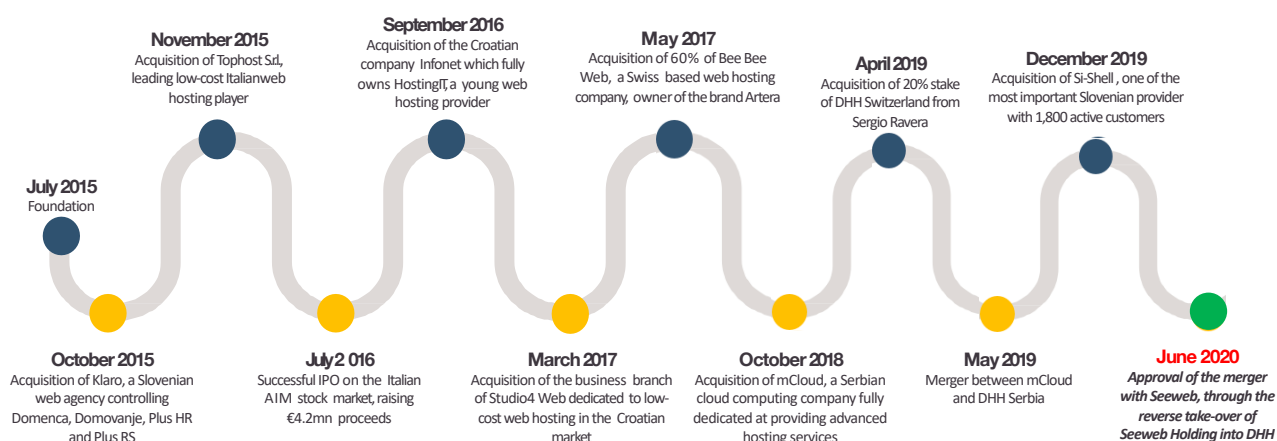 July 2015
Foundation
October 2015
Acquisition of Klaro, a Slovenian
web agency controlling
Domenca, Domovanje, Plus HR
and Plus RS
November 2015
Acquisition of Tophost S.r.l.,
leading low-cost Italianweb
hosting player
July2 016
Successful IPO on the Italian
AIM stock market, raising
€4.2mn proceeds
September 2016
Acquisition of the Croatian
company Infonet which fully
owns HostingIT, a young web
hosting provider
March 2017
Acquisition of the business branch
of Studio4 Web dedicated to low-
cost web hosting in the Croatian
market
May 2017
Acquisition of 60% of Bee Bee
Web, a Swiss based web hosting
company, owner of the brand Artera
October 2018
Acquisition of mCloud, a Serbian
cloud computing company fully
dedicated at providing advanced
hosting services
April 2019
Acquisition of 20% stake
of DHH Switzerland from
Sergio Ravera
May 2019
Merger between mCloud
and DHH Serbia
December 2019
Acquisition of Si-Shell , one of the
most important Slovenian provider
with 1,800 active customers
June 2020
Approval of the merger
with Seeweb, through the
reverse take-over of
Seeweb Holding into DHH